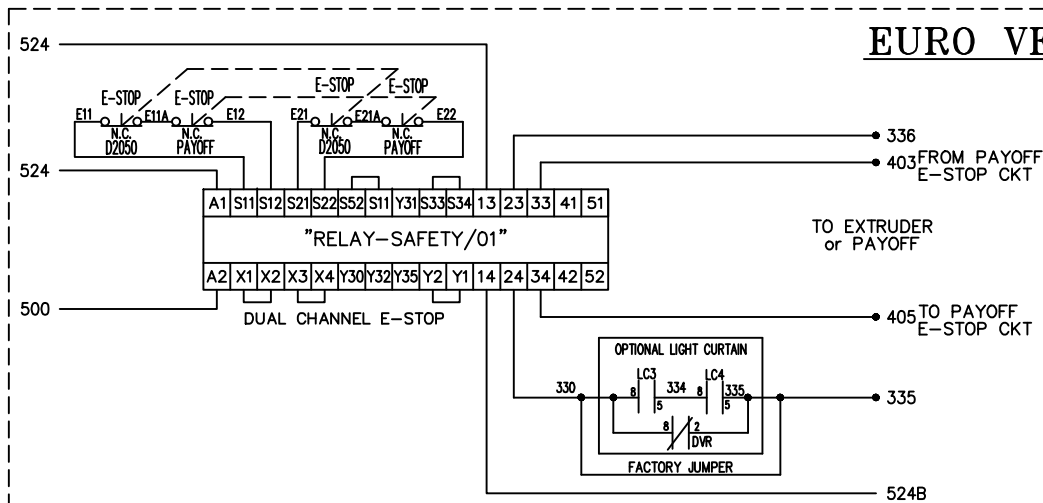 EURO VE
524
E-STOP E-STOP E-STOP E-STOP
E11 E11A E12 E21 E21A E22
N.C. N.C. N.C. N.C.
D2050 PAYOFF D2050 PAYOFF
336
403 FROM PAYOFF
E-STOP CKT
524
A1 S11 S12 S21 S22 S52 S11 Y31 S33 S34 13 23 33 41 51
"RELAY-SAFETY/01"
TO EXTRUDER
or PAYOFF
A2 X1 X2 X3 X4 Y30 Y32 Y35 Y2 Y1 14 24 34 42 52
500
DUAL CHANNEL E-STOP
405 TO PAYOFF
E-STOP CKT
OPTIONAL LIGHT CURTAIN
LC3 LC4
330 8 5 334 8 5 335
335
8 2
DVR
FACTORY JUMPER
524B